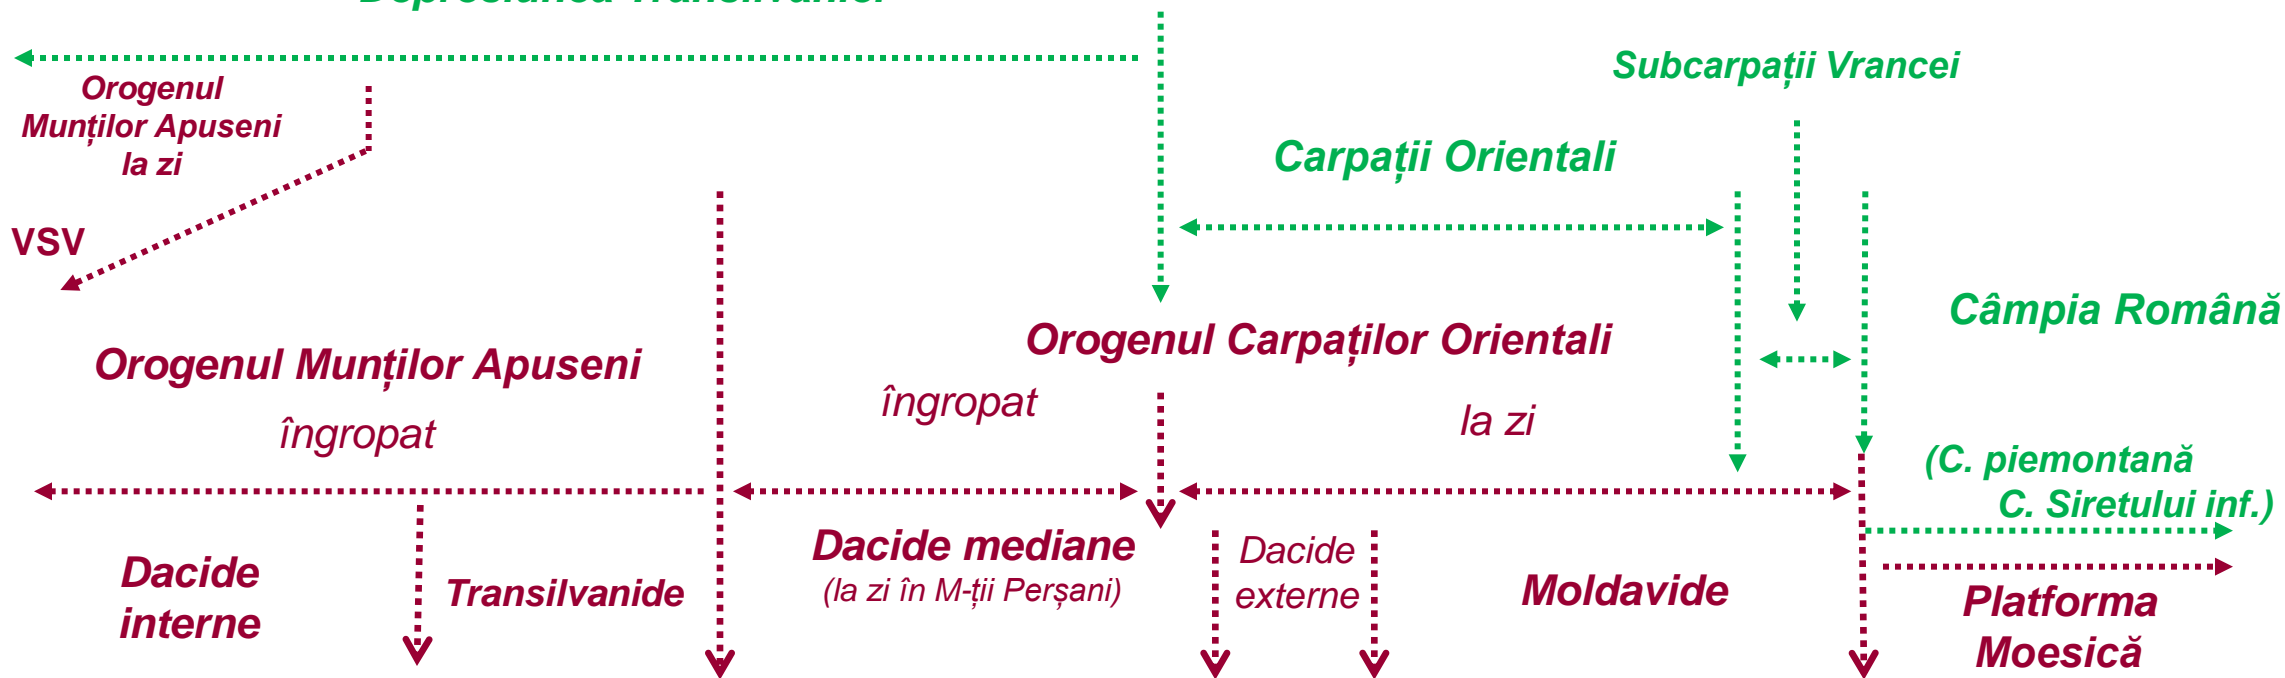 Subcarpații Vrancei
Orogenul
Munților Apuseni
la zi
Carpații Orientali
VSV
Câmpia Română
Orogenul Carpaților Orientali
Orogenul Munților Apuseni
îngropat
la zi
îngropat
(C. piemontană
C. Siretului inf.)
Dacide mediane
(la zi în M-ții Perșani)
Dacide
externe
Dacide
interne
Transilvanide
Moldavide
Platforma
Moesică